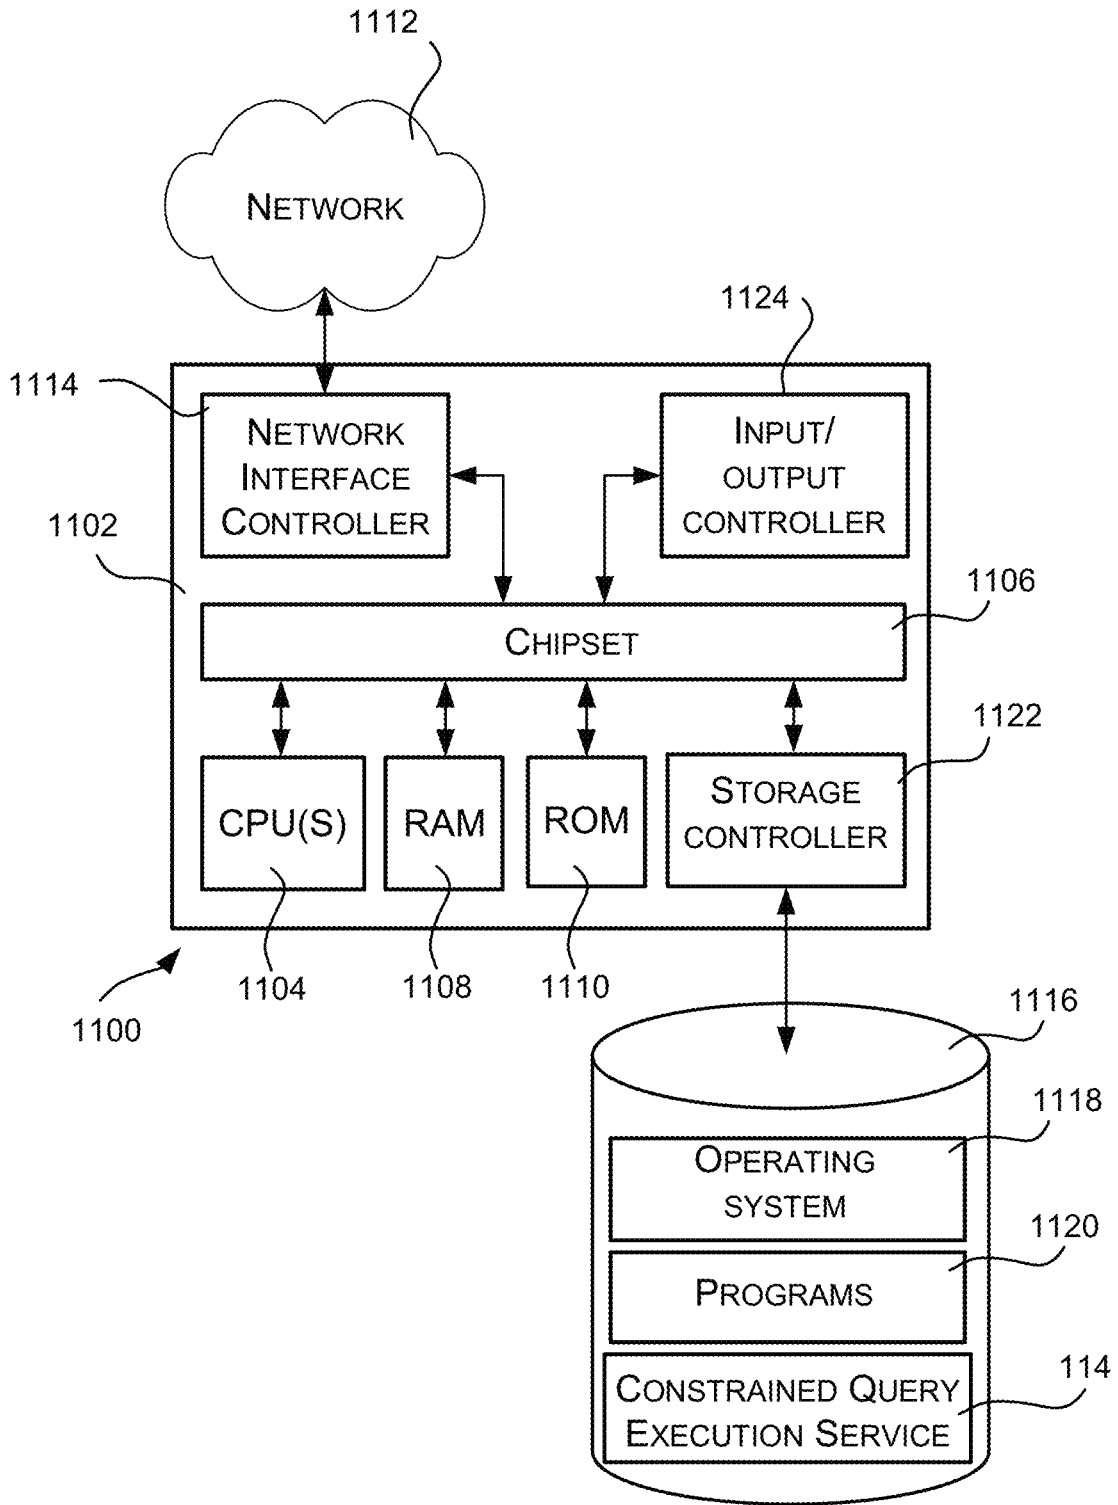 1112
NETWORK
1124
1114
NETWORK
INTERFACE
CONTROLLER
INPUT/
OUTPUT
CONTROLLER
1102
1106
CHIPSET
1122
CPU(S)
RAM
ROM
STORAGE
CONTROLLER
1104
1108
1110
1100
1116
1118
OPERATING
SYSTEM
1120
PROGRAMS
114
CONSTRAINED QUERY
EXECUTION SERVICE